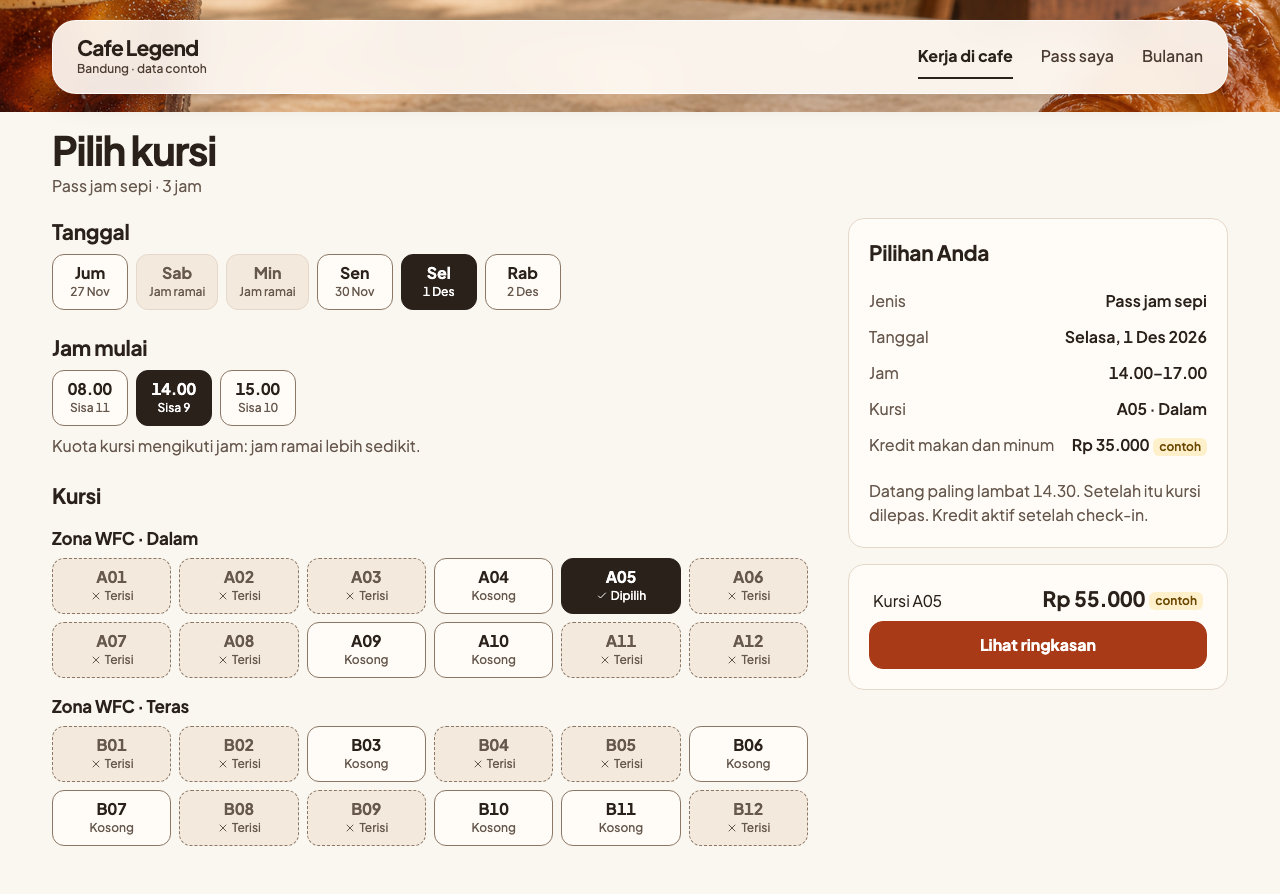 Cafe Legend
Bandung · data contoh
Kerja di cafe
Pass saya
Bulanan
Pilih kursi
Pass jam sepi · 3 jam
Tanggal
Jum
27 Nov
Sab
Jam ramai
Min
Jam ramai
Sen
30 Nov
Sel
1 Des
Rab
2 Des
Jam mulai
08.00
Sisa 11
14.00
Sisa 9
15.00
Sisa 10
Kuota kursi mengikuti jam: jam ramai lebih sedikit.
Kursi
Zona WFC · Dalam
A01
× Terisi
A02
× Terisi
A03
× Terisi
A04
Kosong
A05
✓ Dipilih
A06
× Terisi
A07
× Terisi
A08
× Terisi
A09
Kosong
A10
Kosong
A11
× Terisi
A12
× Terisi
Zona WFC · Teras
B01
× Terisi
B02
× Terisi
B03
Kosong
B04
× Terisi
B05
× Terisi
B06
Kosong
B07
Kosong
B08
× Terisi
B09
× Terisi
B10
Kosong
B11
Kosong
B12
× Terisi
Pilihan Anda
Jenis Pass jam sepi
Tanggal Selasa, 1 Des 2026
Jam 14.00–17.00
Kursi A05 · Dalam
Kredit makan dan minum Rp 35.000 contoh
Datang paling lambat 14.30. Setelah itu kursi
dilepas. Kredit aktif setelah check-in.
Kursi A05 Rp 55.000 contoh
Lihat ringkasan